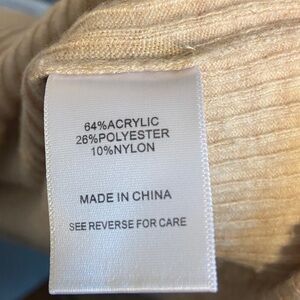 64%ACRYLIC
26%POLYESTER
10%NYLON
MADE IN CHINA
SEE REVERSE FOR CARE